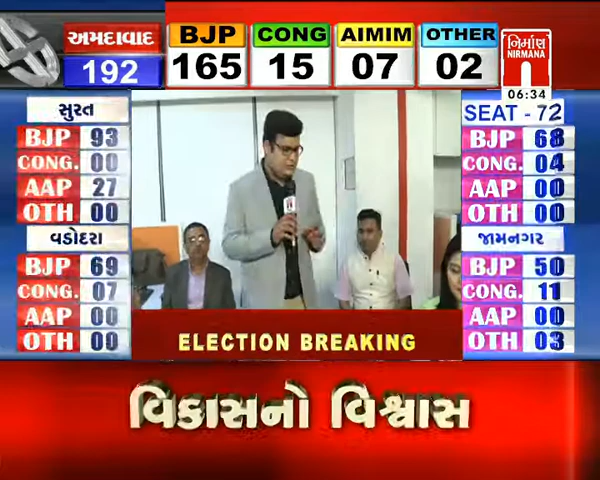 અમદાવાદ
192
BJP CONG AIMIM OTHER
165 15 07 02
નિર્માણ
NIRMANA
06:34
સુરત
BJP 93
CONG. 00
AAP 27
OTH 00
વડોદરા
BJP 69
CONG. 07
AAP 00
OTH 00
SEAT - 72
BJP 68
CONG. 04
AAP 00
OTH 00
જામનગર
BJP 50
CONG. 11
AAP 00
OTH 03
ELECTION BREAKING
વિકાસનો વિશ્વાસ